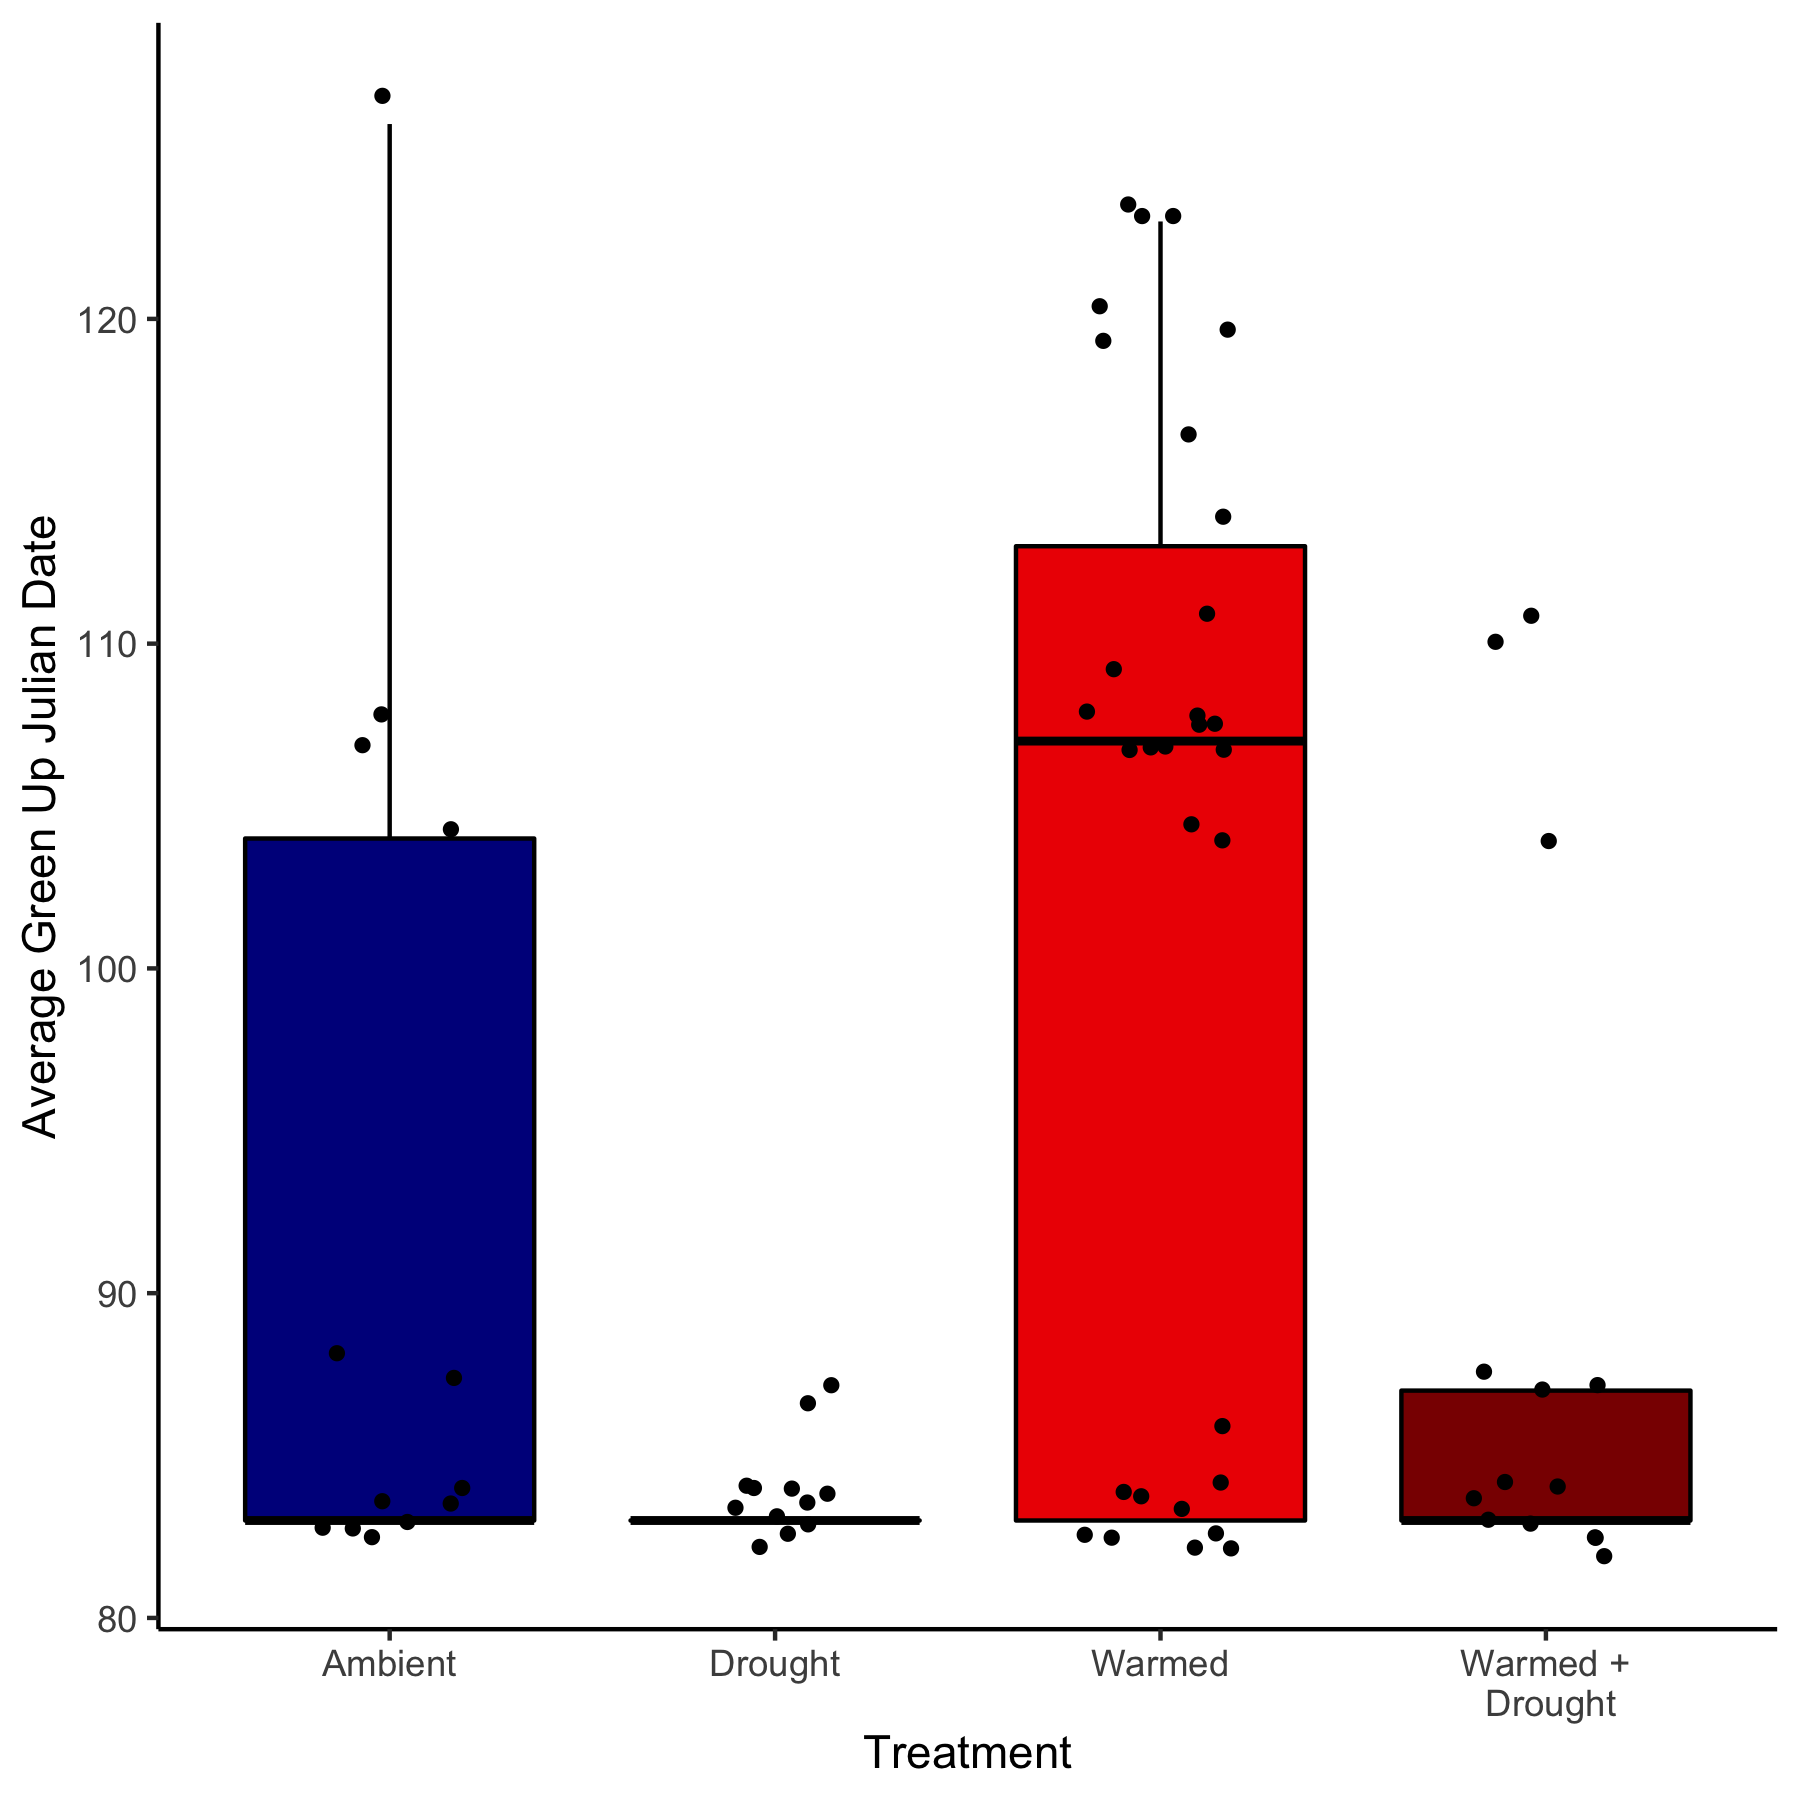 Average Green Up Julian Date
120
110
100
90
80
Ambient
Drought
Warmed
Warmed +
Drought
Treatment